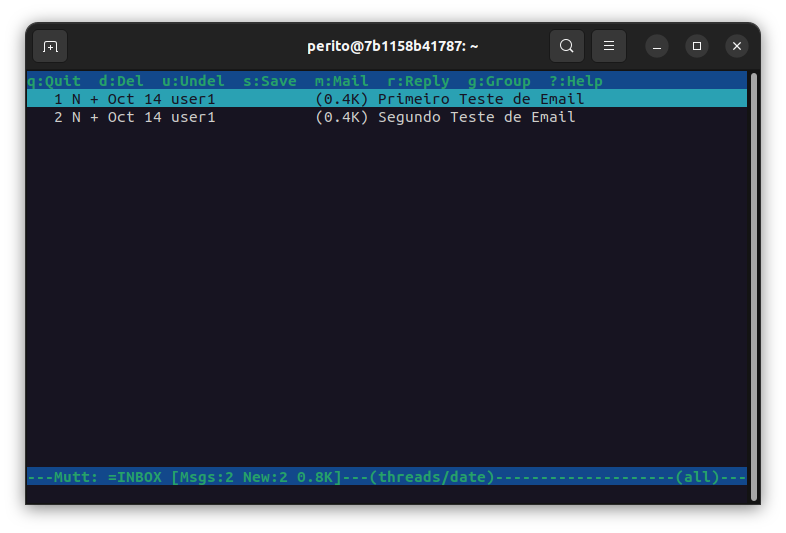 perito@7b1158b41787: ~
q:Quit  d:Del  u:Undel  s:Save  m:Mail  r:Reply  g:Group  ?:Help
1 N + Oct 14 user1           (0.4K) Primeiro Teste de Email
2 N + Oct 14 user1           (0.4K) Segundo Teste de Email
---Mutt: =INBOX [Msgs:2 New:2 0.8K]---(threads/date)--------------------(all)---